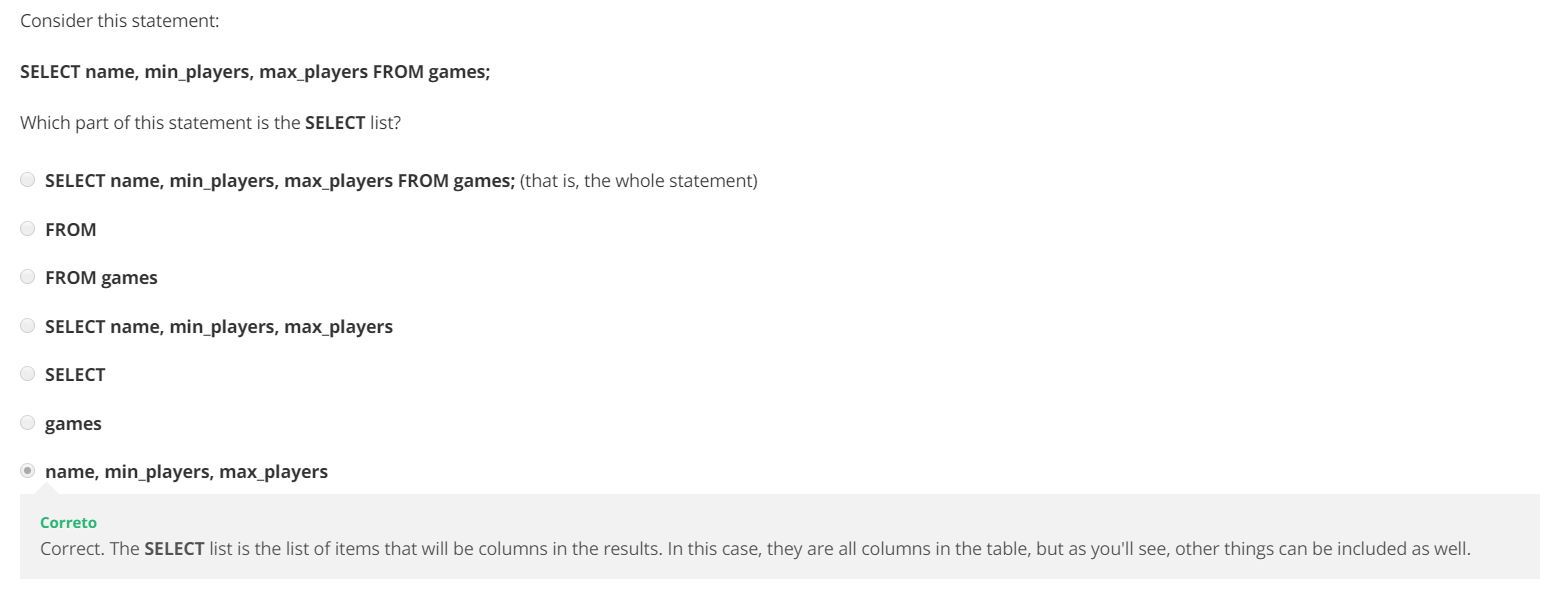 Consider this statement:
SELECT name, min_players, max_players FROM games;
Which part of this statement is the SELECT list?
SELECT name, min_players, max_players FROM games; (that is, the whole statement)
FROM
FROM games
SELECT name, min_players, max_players
SELECT
games
name, min_players, max_players
Correto
Correct. The SELECT list is the list of items that will be columns in the results. In this case, they are all columns in the table, but as you'll see, other things can be included as well.